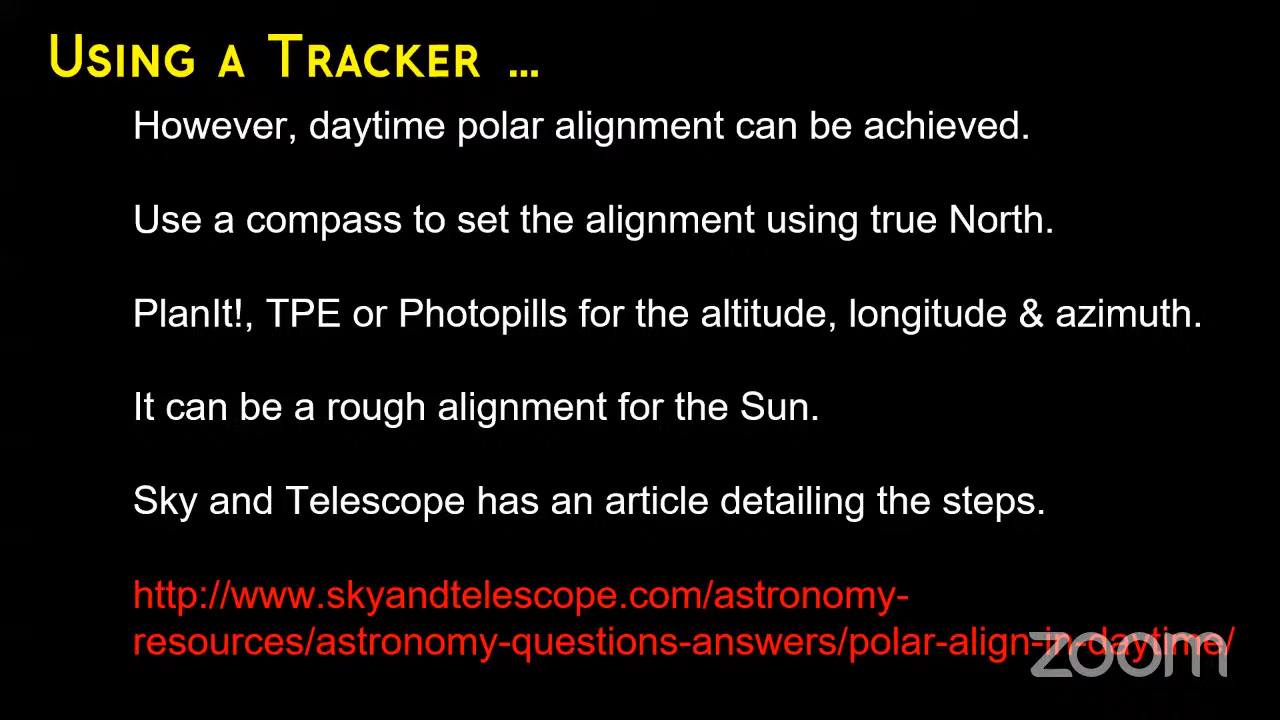 USING A TRACKER ...
However, daytime polar alignment can be achieved.
Use a compass to set the alignment using true North.
PlanIt!, TPE or Photopills for the altitude, longitude & azimuth.
It can be a rough alignment for the Sun.
Sky and Telescope has an article detailing the steps.
http://www.skyandtelescope.com/astronomy-
resources/astronomy-questions-answers/polar-align-in-daytime/
zoom